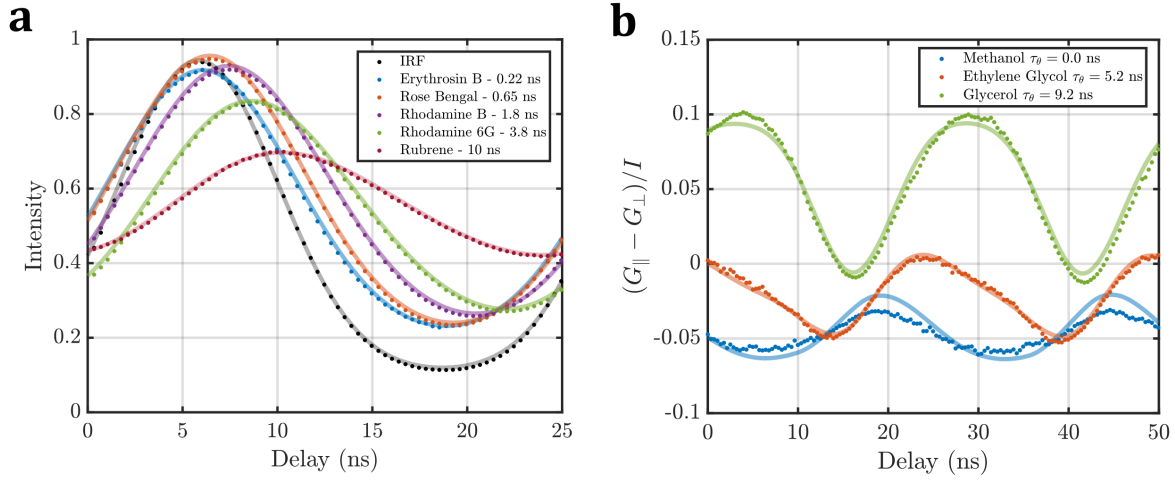 a
1
0.8
0.6
0.4
0.2
0
Intensity
0
5
10
15
20
25
Delay (ns)
IRF
Erythrosin B - 0.22 ns
Rose Bengal - 0.65 ns
Rhodamine B - 1.8 ns
Rhodamine 6G - 3.8 ns
Rubrene - 10 ns
b
0.15
0.1
0.05
0
-0.05
-0.1
(G∥ − G⊥)/I
0
10
20
30
40
50
Delay (ns)
Methanol τθ = 0.0 ns
Ethylene Glycol τθ = 5.2 ns
Glycerol τθ = 9.2 ns